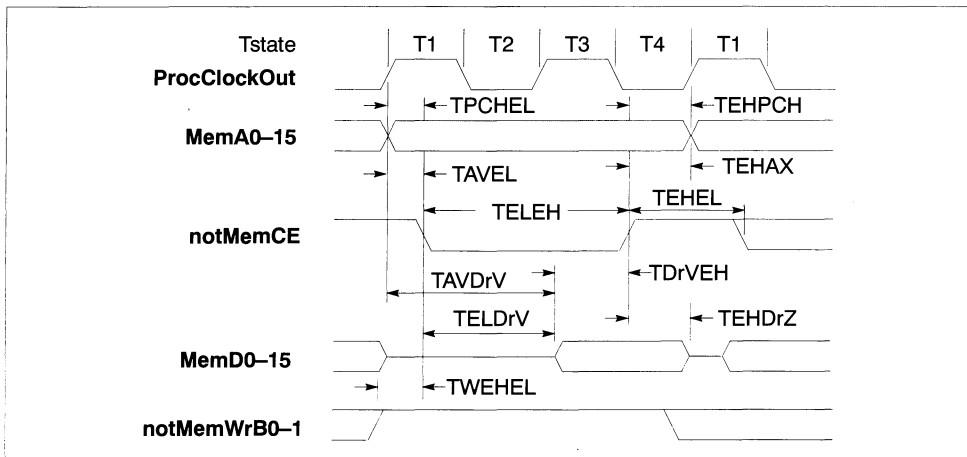 Tstate T1 T2 T3 T4 T1
ProcClockOut
TPCHEL TEHPCH
MemA0–15
TAVEL TEHAX
TELEH TEHEL
notMemCE
TAVDrV TDrVEH
TELDrV TEHDrZ
MemD0–15
TWEHEL
notMemWrB0–1